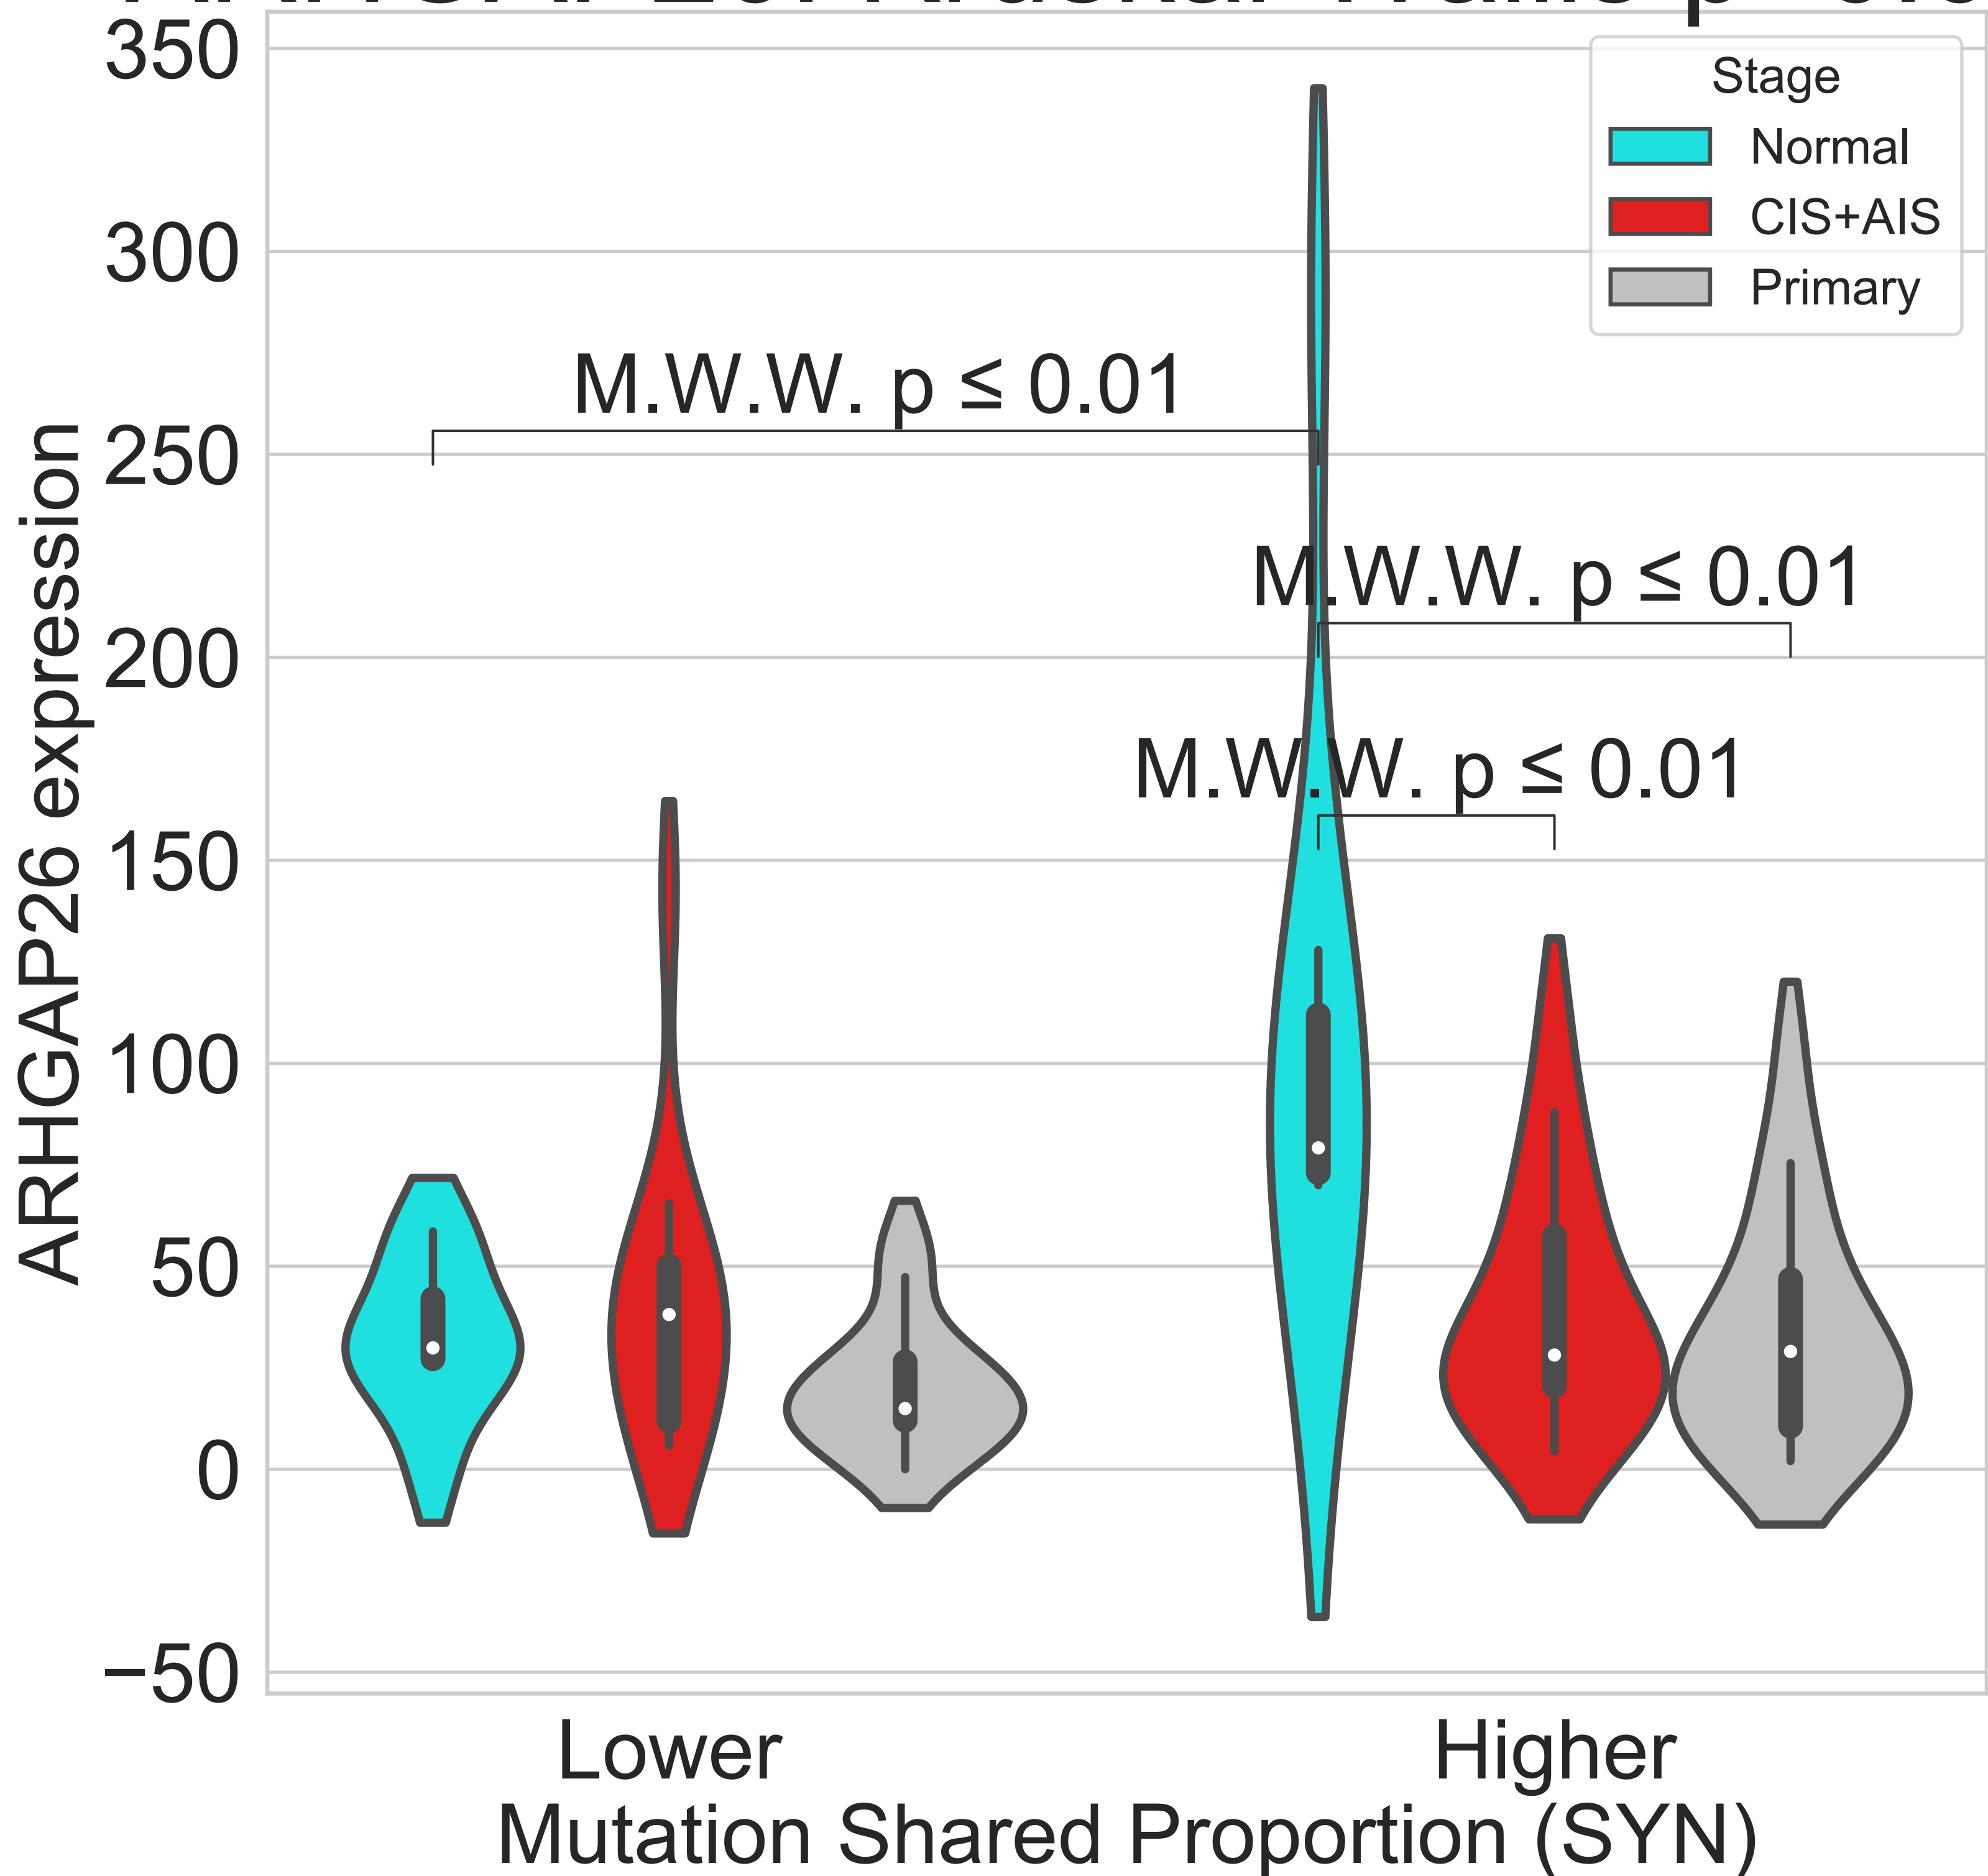 350
300
250
200
150
100
50
0
−50
ARHGAP26 expression
Stage
Normal
CIS+AIS
Primary
M.W.W. p ≤ 0.01
M.W.W. p ≤ 0.01
M.W.W. p ≤ 0.01
Lower
Higher
Mutation Shared Proportion (SYN)